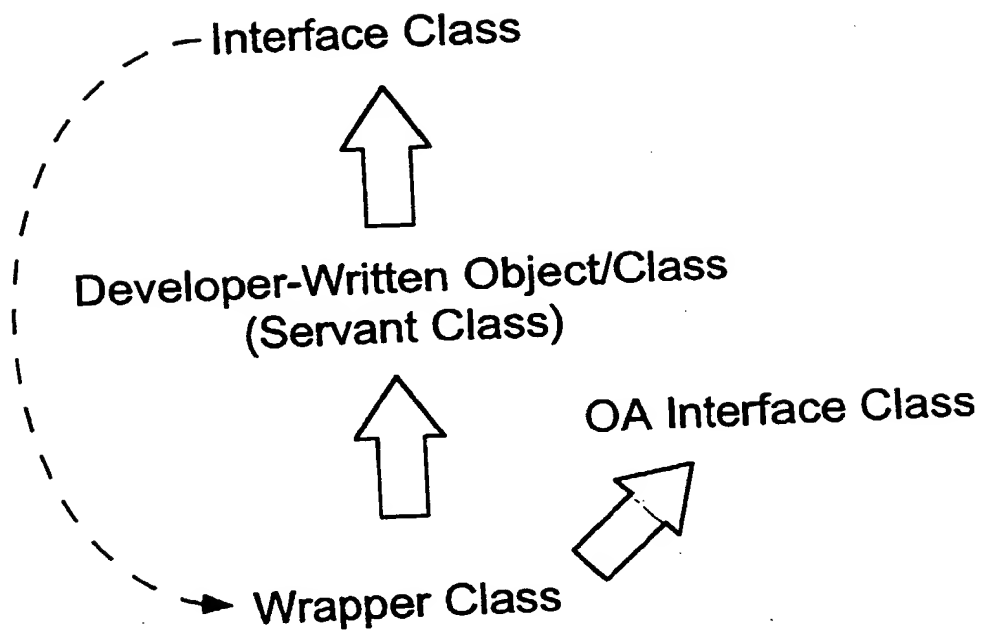 Interface Class
Developer-Written Object/Class
(Servant Class)
OA Interface Class
Wrapper Class